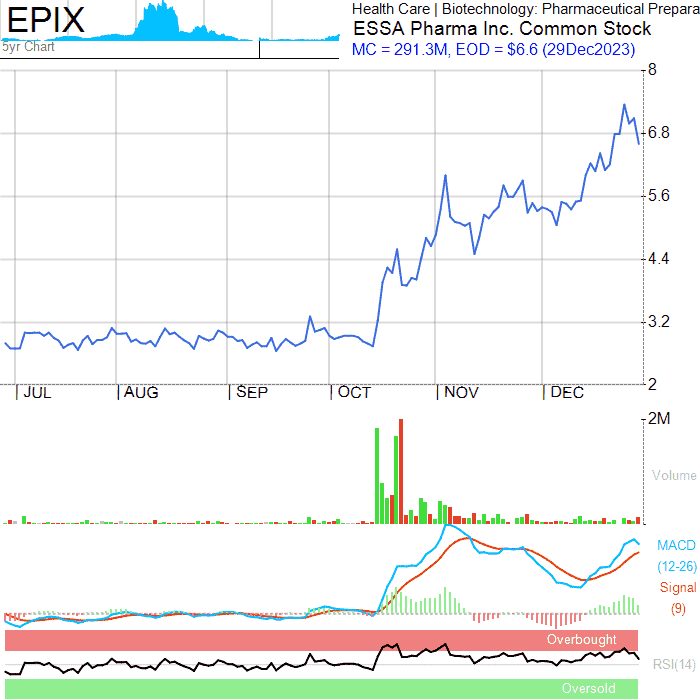 EPIX
5yr Chart
Health Care | Biotechnology: Pharmaceutical Prepara
ESSA Pharma Inc. Common Stock
MC = 291.3M, EOD = $6.6 (29Dec2023)
8
6.8
5.6
4.4
3.2
2
JUL AUG SEP OCT NOV DEC
2M
Volume
MACD
(12-26)
Signal
(9)
Overbought
RSI(14)
Oversold